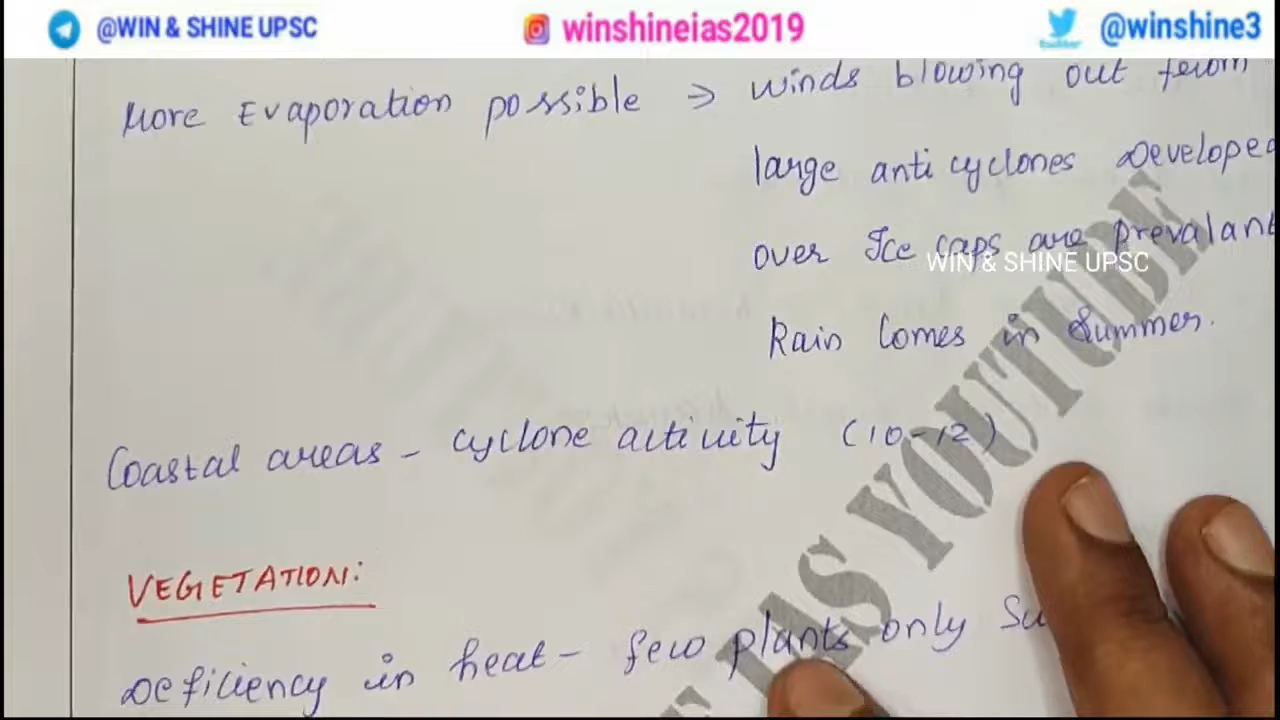 @WIN & SHINE UPSC winshineias2019 @winshine3
More Evaporation possible → winds blowing out from
large anti cyclones Developed
over Ice caps are prevalant
WIN & SHINE UPSC
Rain Comes in Summer.
Coastal areas - cyclone activity (10-12)
VEGETATION:
Deficiency in heat - few plants only
IAS YOUTUBE